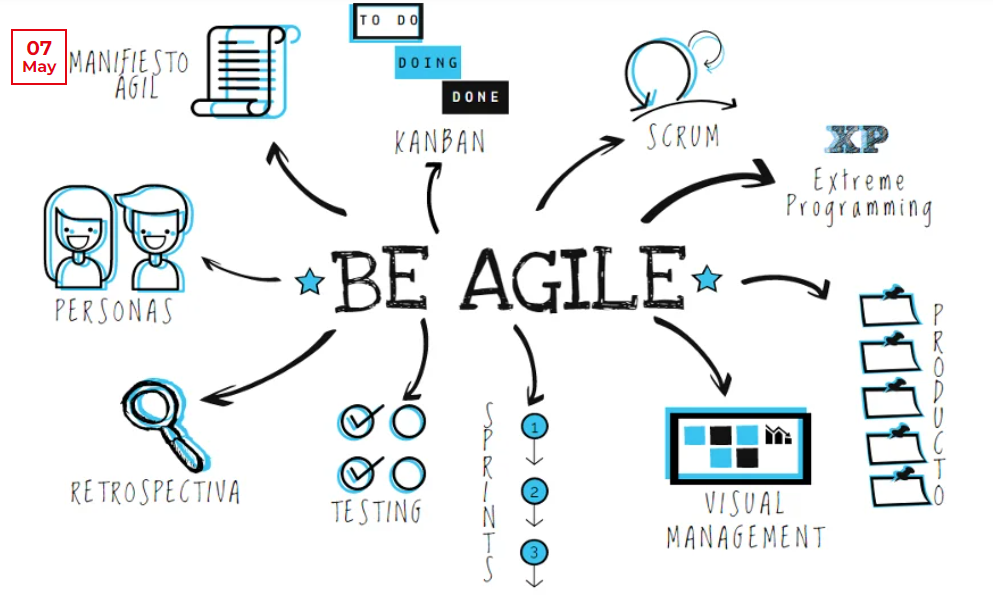 07
May
MANIFIESTO
ÁGIL
TO DO
DOING
DONE
KANBAN
SCRUM
XP
Extreme
Programming
PERSONAS
BE AGILE
PRODUCTO
RETROSPECTIVA
TESTING
SPRINTS
1
2
3
VISUAL
MANAGEMENT